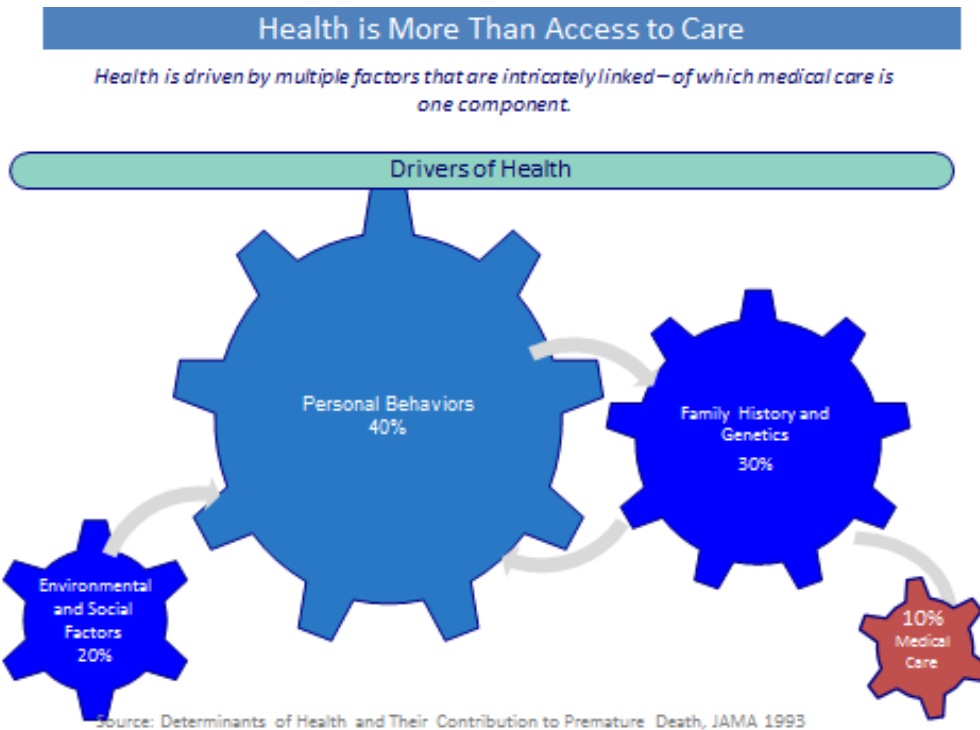 Health is More Than Access to Care
Health is driven by multiple factors that are intricately linked – of which medical care is
one component.
Drivers of Health
Personal Behaviors
40%
Family History and
Genetics
30%
Environmental
and Social
Factors
20%
10%
Medical
Care
Source: Determinants of Health and Their Contribution to Premature Death, JAMA 1993